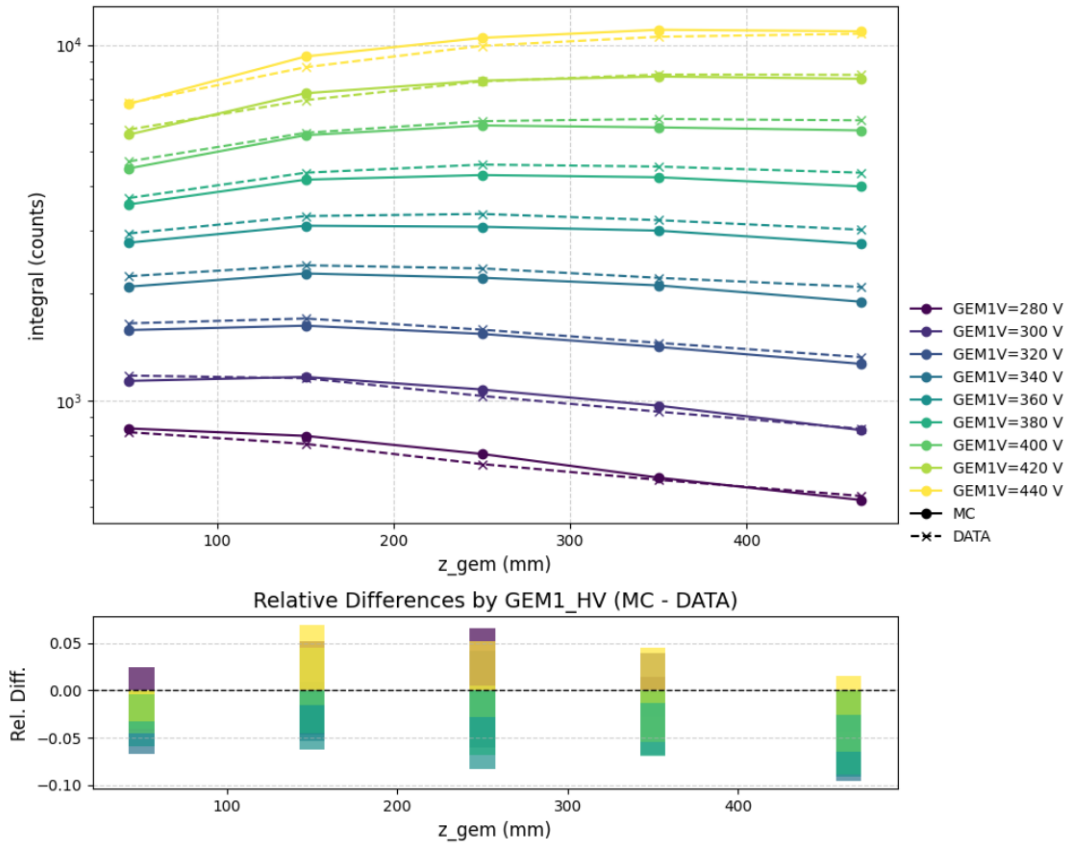 10⁴
10³
integral (counts)
100
200
300
400
z_gem (mm)
GEM1V=280 V
GEM1V=300 V
GEM1V=320 V
GEM1V=340 V
GEM1V=360 V
GEM1V=380 V
GEM1V=400 V
GEM1V=420 V
GEM1V=440 V
MC
DATA
Relative Differences by GEM1_HV (MC - DATA)
0.05
0.00
−0.05
−0.10
Rel. Diff.
100
200
300
400
z_gem (mm)